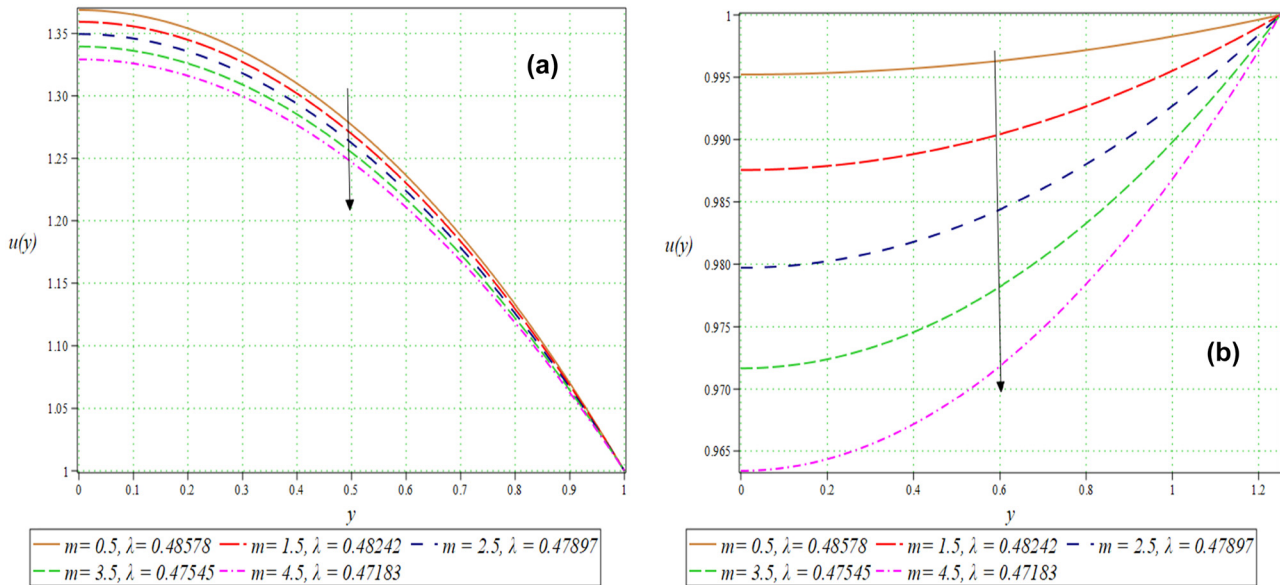 (a)
1.35
1.30
1.25
u(y)
1.20
1.15
1.10
1.05
1
0 0.1 0.2 0.3 0.4 0.5 0.6 0.7 0.8 0.9 1
y
m= 0.5, λ= 0.48578 m= 1.5, λ = 0.48242 m = 2.5, λ = 0.47897
m= 3.5, λ = 0.47545 m= 4.5, λ = 0.47183
1
0.995
0.990
0.985
u(y)
0.980
0.975
(b)
0.970
0.965
0 0.2 0.4 0.6 0.8 1.0 1.2
y
m= 0.5, λ= 0.48578 m= 1.5, λ = 0.48242 m = 2.5, λ = 0.47897
m= 3.5, λ = 0.47545 m= 4.5, λ = 0.47183